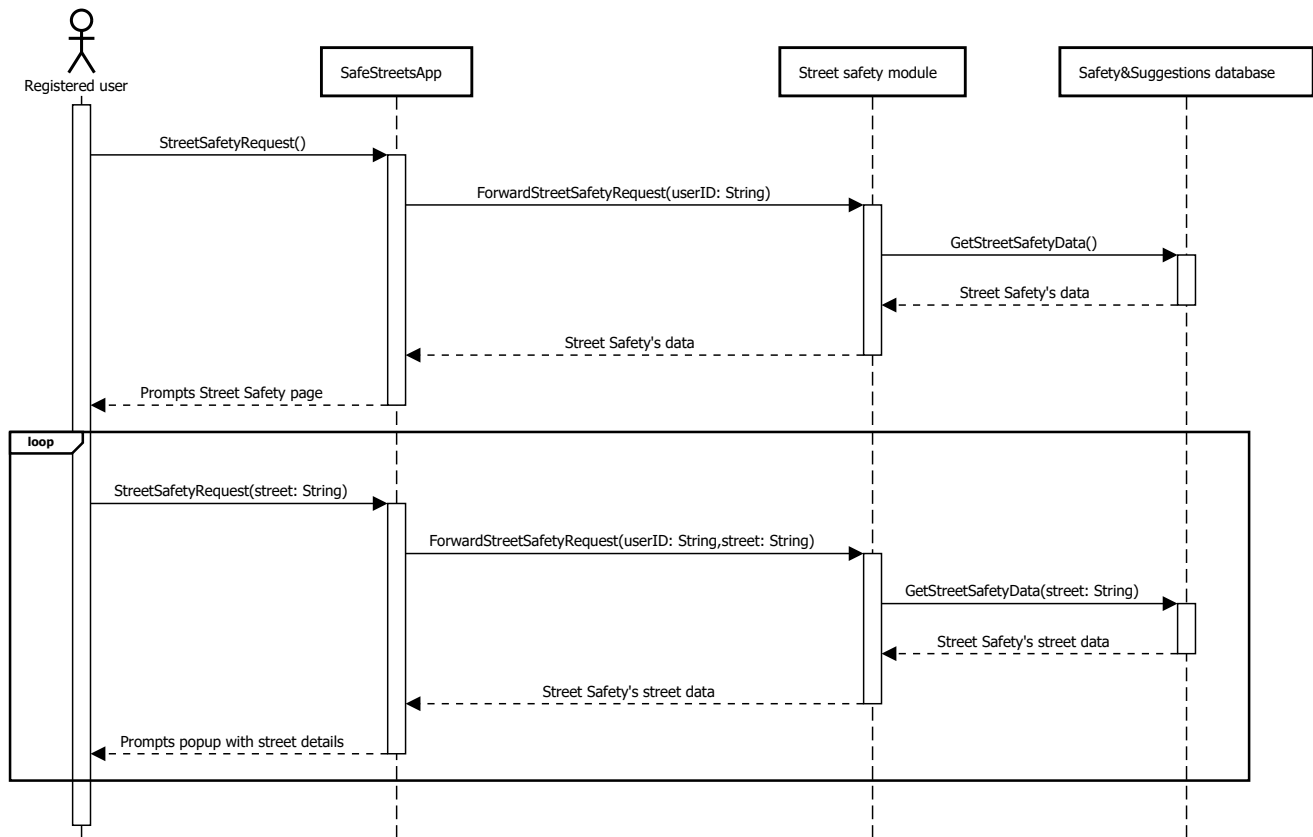 Registered user
SafeStreetsApp
Street safety module
Safety&Suggestions database
StreetSafetyRequest()
ForwardStreetSafetyRequest(userID: String)
GetStreetSafetyData()
Street Safety's data
Street Safety's data
Prompts Street Safety page
loop
StreetSafetyRequest(street: String)
ForwardStreetSafetyRequest(userID: String,street: String)
GetStreetSafetyData(street: String)
Street Safety's street data
Street Safety's street data
Prompts popup with street details